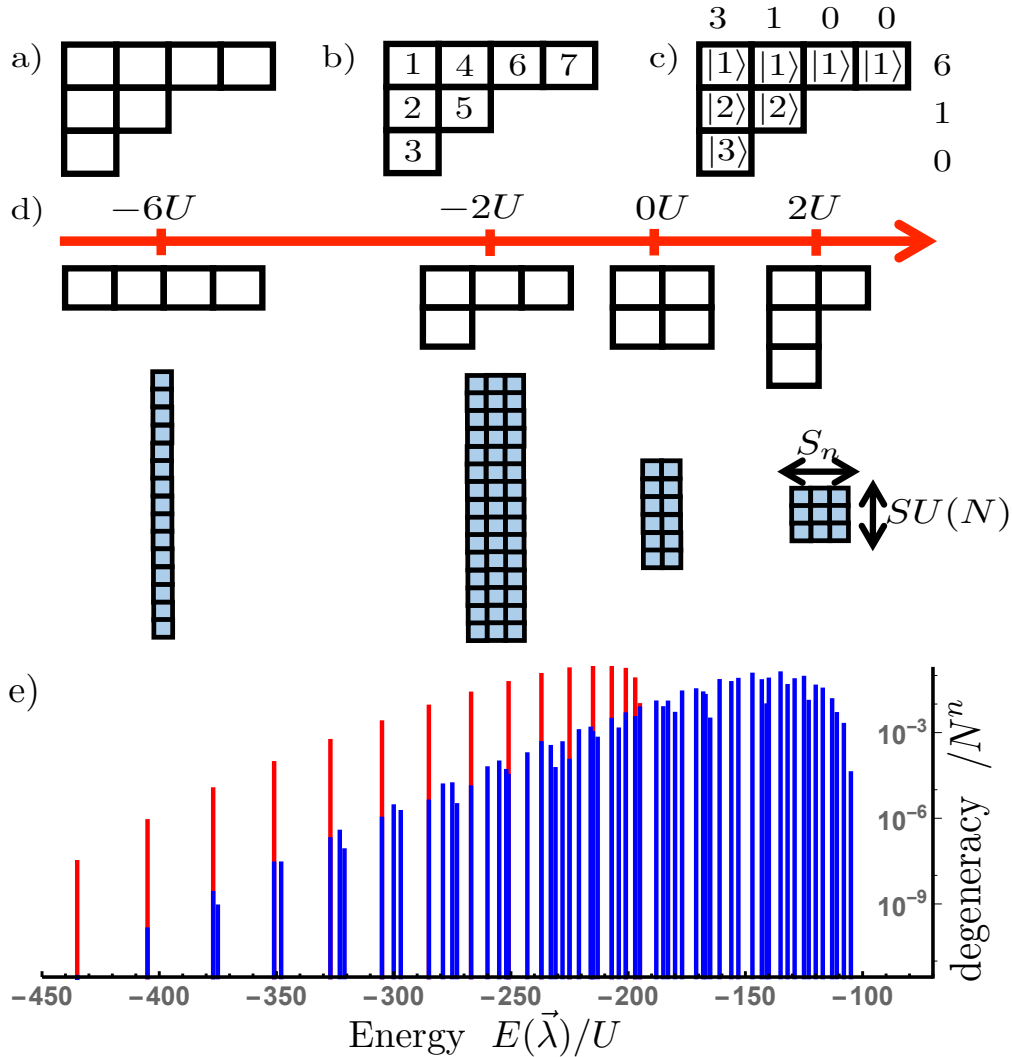 3 1 0 0
a) b) 1 4 6 7 c) |1⟩ |1⟩ |1⟩ |1⟩ 6
2 5 |2⟩ |2⟩ 1
3 |3⟩ 0
d) −6U −2U 0U 2U
S_n
SU(N)
e)
10⁻³
10⁻⁶
10⁻⁹
degeneracy /Nⁿ
−450 −400 −350 −300 −250 −200 −150 −100
Energy E(λ⃗)/U